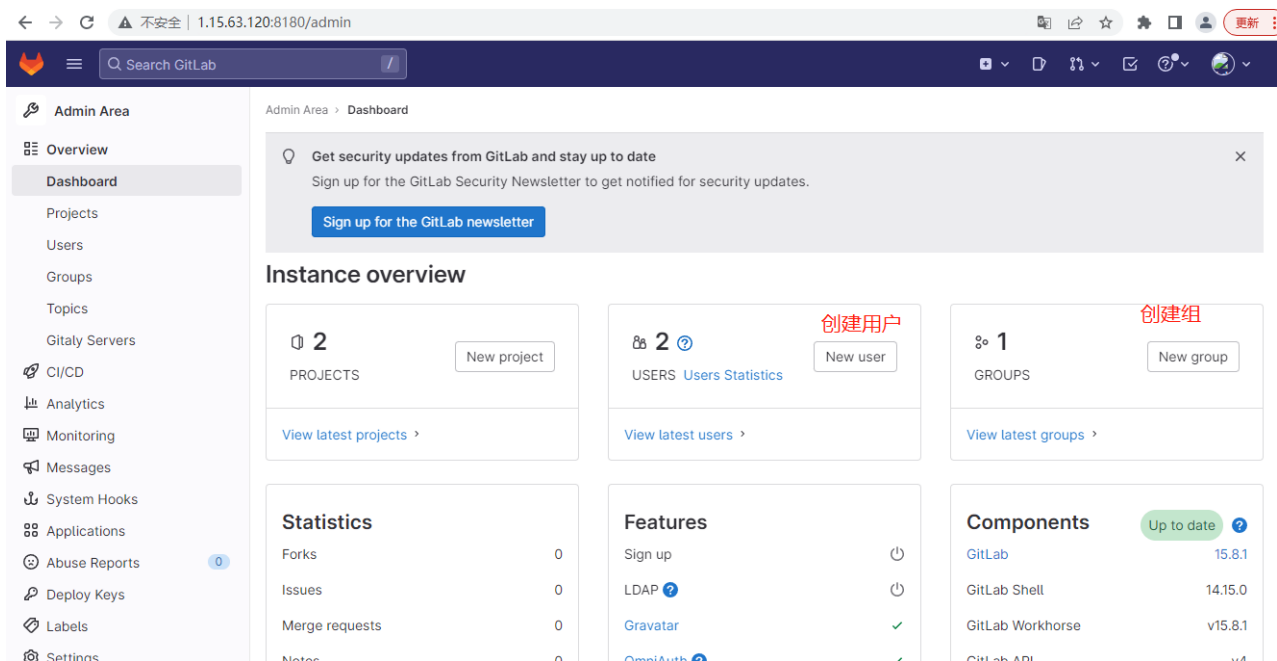 不安全 1.15.63.120:8180/admin
更新
Search GitLab /
Admin Area
Overview
Dashboard
Projects
Users
Groups
Topics
Gitaly Servers
CI/CD
Analytics
Monitoring
Messages
System Hooks
Applications
Abuse Reports 0
Deploy Keys
Labels
Settings
Admin Area › Dashboard
Get security updates from GitLab and stay up to date
Sign up for the GitLab Security Newsletter to get notified for security updates.
Sign up for the GitLab newsletter
Instance overview
2
PROJECTS
New project
View latest projects
创建用户
2
USERS Users Statistics
New user
View latest users
创建组
1
GROUPS
New group
View latest groups
Statistics
Forks 0
Issues 0
Merge requests 0
Notes 0
Features
Sign up
LDAP
Gravatar
OmniAuth
Components Up to date
GitLab 15.8.1
GitLab Shell 14.15.0
GitLab Workhorse v15.8.1
GitLab API v4